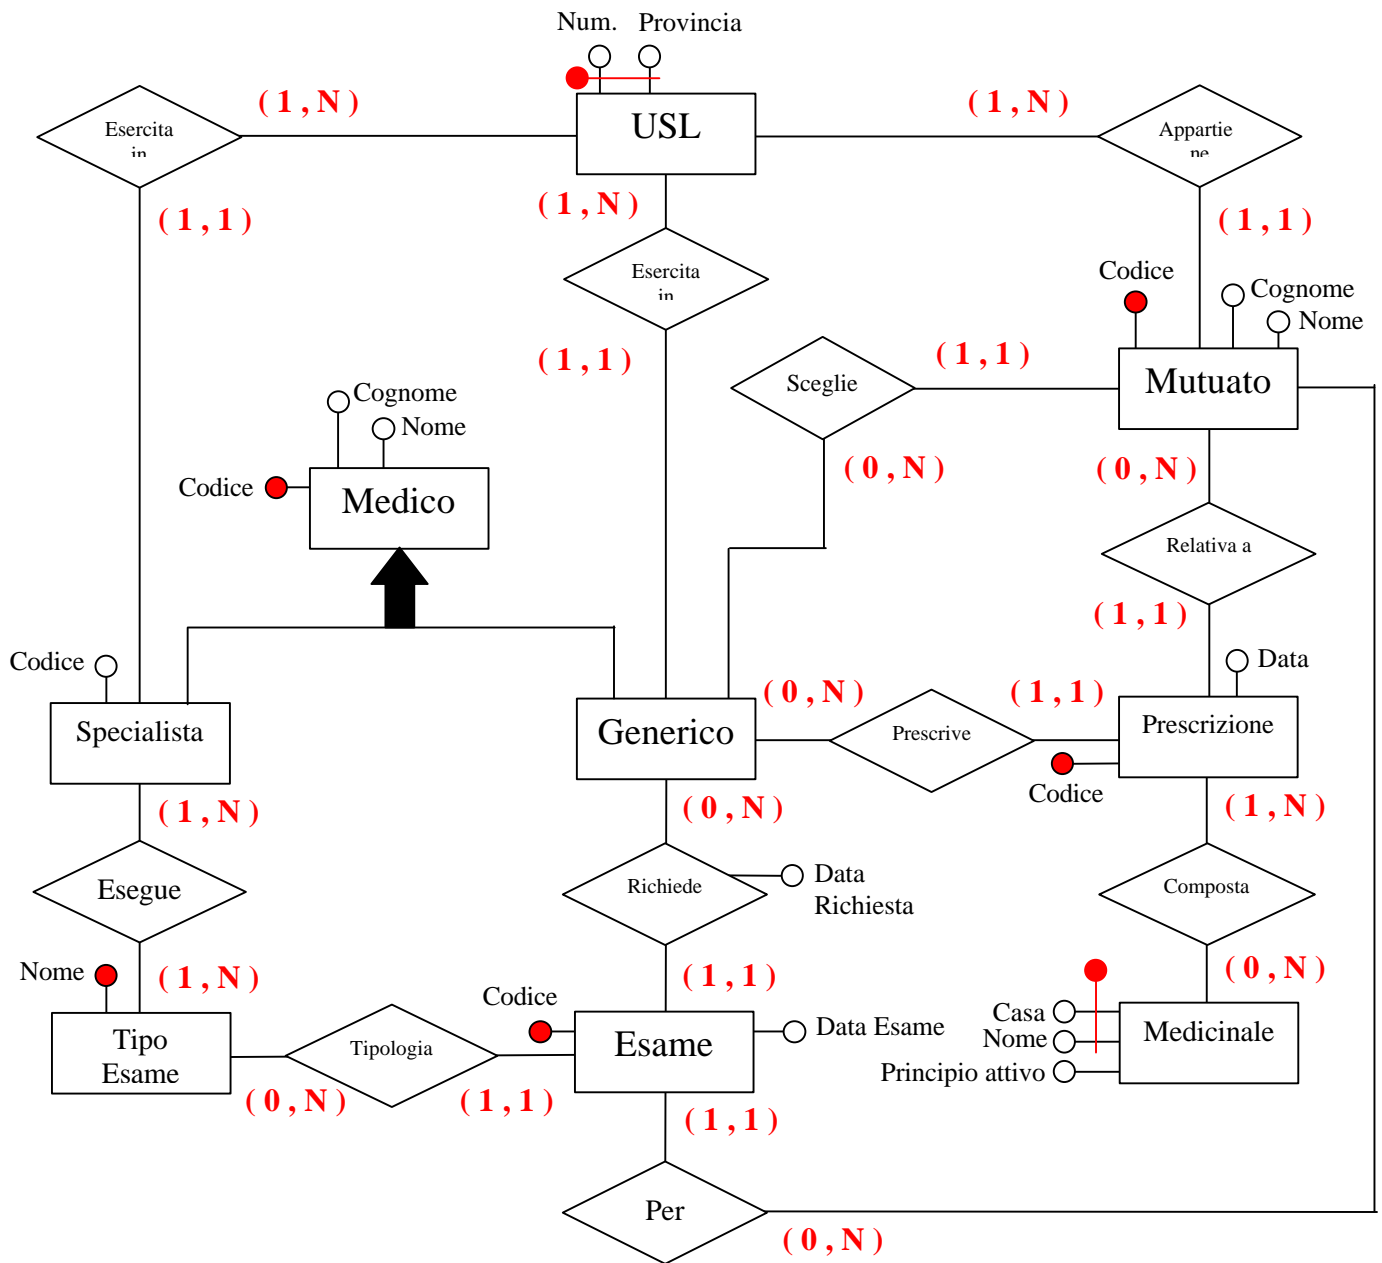 Num. Provincia
( 1 , N )
USL
( 1 , N )
Esercita
in
Appartie
ne
( 1 , 1 )
( 1 , N )
( 1 , 1 )
Esercita
in
Codice
Cognome
Nome
( 1 , 1 )
( 1 , 1 )
Sceglie
Mutuato
Cognome
Nome
( 0 , N )
( 0 , N )
Codice
Medico
Relativa a
( 1 , 1 )
Codice
Data
( 0 , N )
( 1 , 1 )
Specialista
Generico
Prescrive
Prescrizione
Codice
( 1 , N )
( 0 , N )
( 1 , N )
Esegue
Richiede
Data
Richiesta
Composta
Nome
( 1 , N )
( 1 , 1 )
( 0 , N )
Codice
Casa
Nome
Principio attivo
Medicinale
Tipo
Esame
Tipologia
Esame
Data Esame
( 0 , N )
( 1 , 1 )
( 1 , 1 )
Per
( 0 , N )